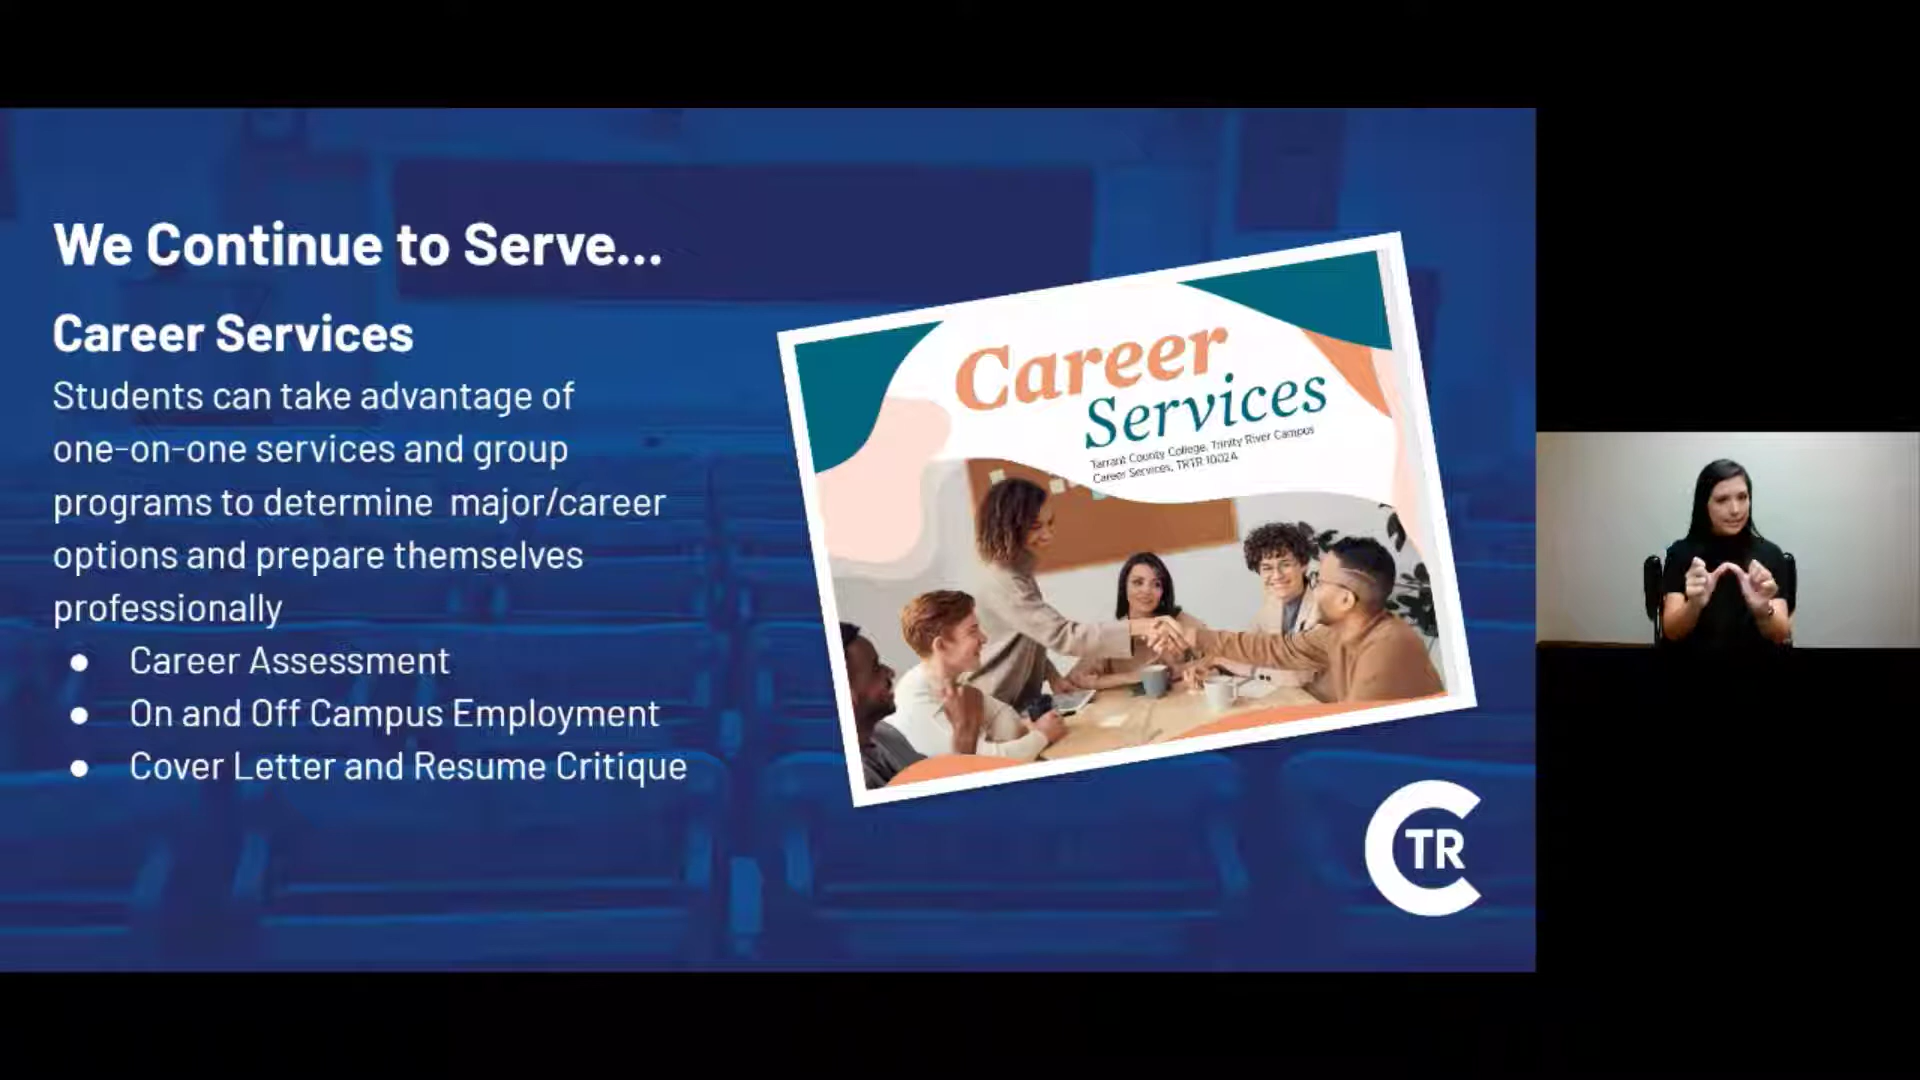 We Continue to Serve...
Career Services
Students can take advantage of
one-on-one services and group
programs to determine  major/career
options and prepare themselves
professionally
● Career Assessment
● On and Off Campus Employment
● Cover Letter and Resume Critique
Career
Services
Tarrant County College, Trinity River Campus
Career Services, TRTR 1002A
TR